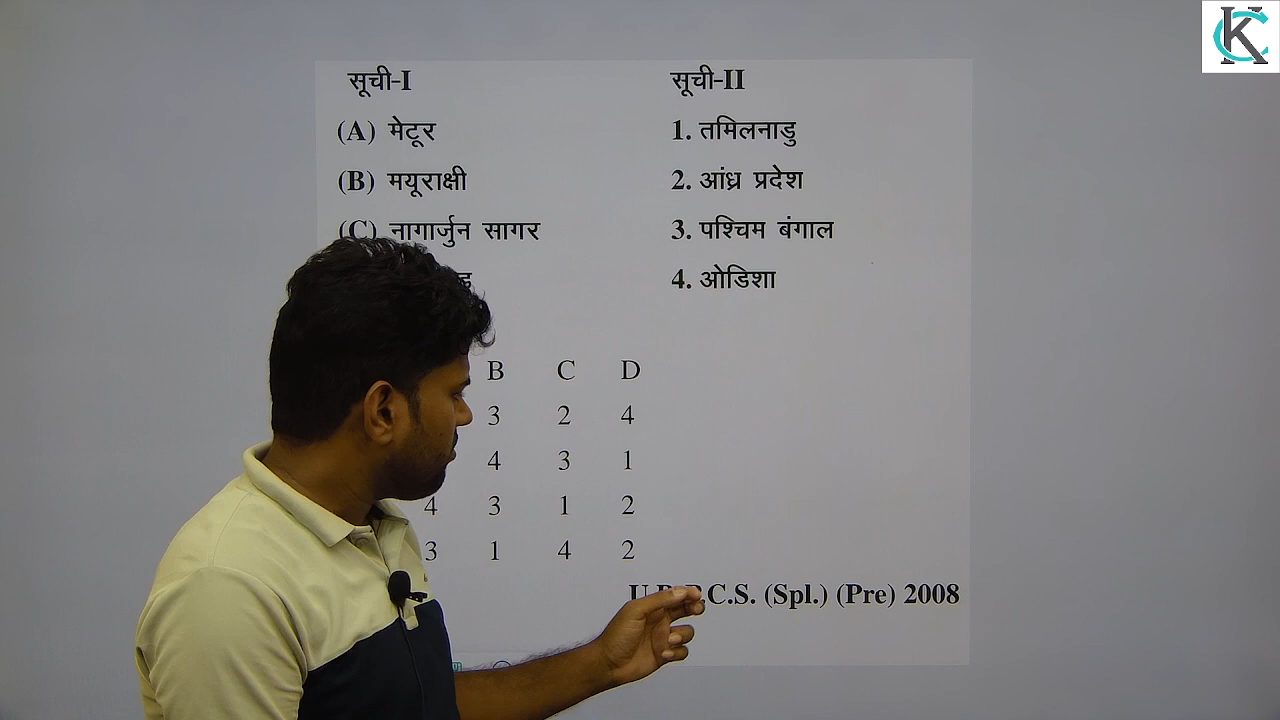 सूची-I सूची-II
(A) मेटूर 1. तमिलनाडु
(B) मयूराक्षी 2. आंध्र प्रदेश
(C) नागार्जुन सागर 3. पश्चिम बंगाल
4. ओडिशा
B C D
3 2 4
4 3 1
4 3 1 2
3 1 4 2
(Spl.) (Pre) 2008
KC